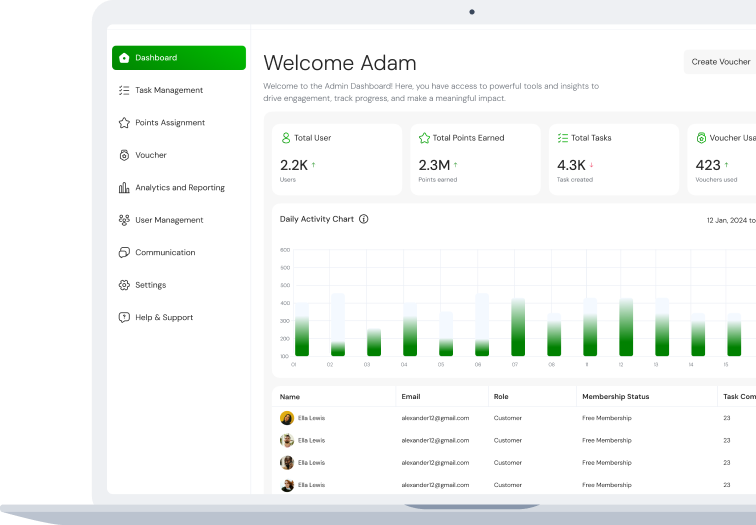 Dashboard
Task Management
Points Assignment
Voucher
Analytics and Reporting
User Management
Communication
Settings
Help & Support
Welcome Adam
Create Voucher
Welcome to the Admin Dashboard! Here, you have access to powerful tools and insights to
drive engagement, track progress, and make a meaningful impact.
Total User
2.2K ↑
Users
Total Points Earned
2.3M ↑
Points earned
Total Tasks
4.3K ↓
Task created
Voucher Usa
423 ↑
Vouchers used
Daily Activity Chart
12 Jan, 2024 to
600
500
500
400
300
200
100
01 02 03 04 05 06 07 08 11 12 13 14 15
Name Email Role Membership Status Task Com
Ella Lewis alexander12@gmail.com Customer Free Membership 23
Ella Lewis alexander12@gmail.com Customer Free Membership 23
Ella Lewis alexander12@gmail.com Customer Free Membership 23
Ella Lewis alexander12@gmail.com Customer Free Membership 23